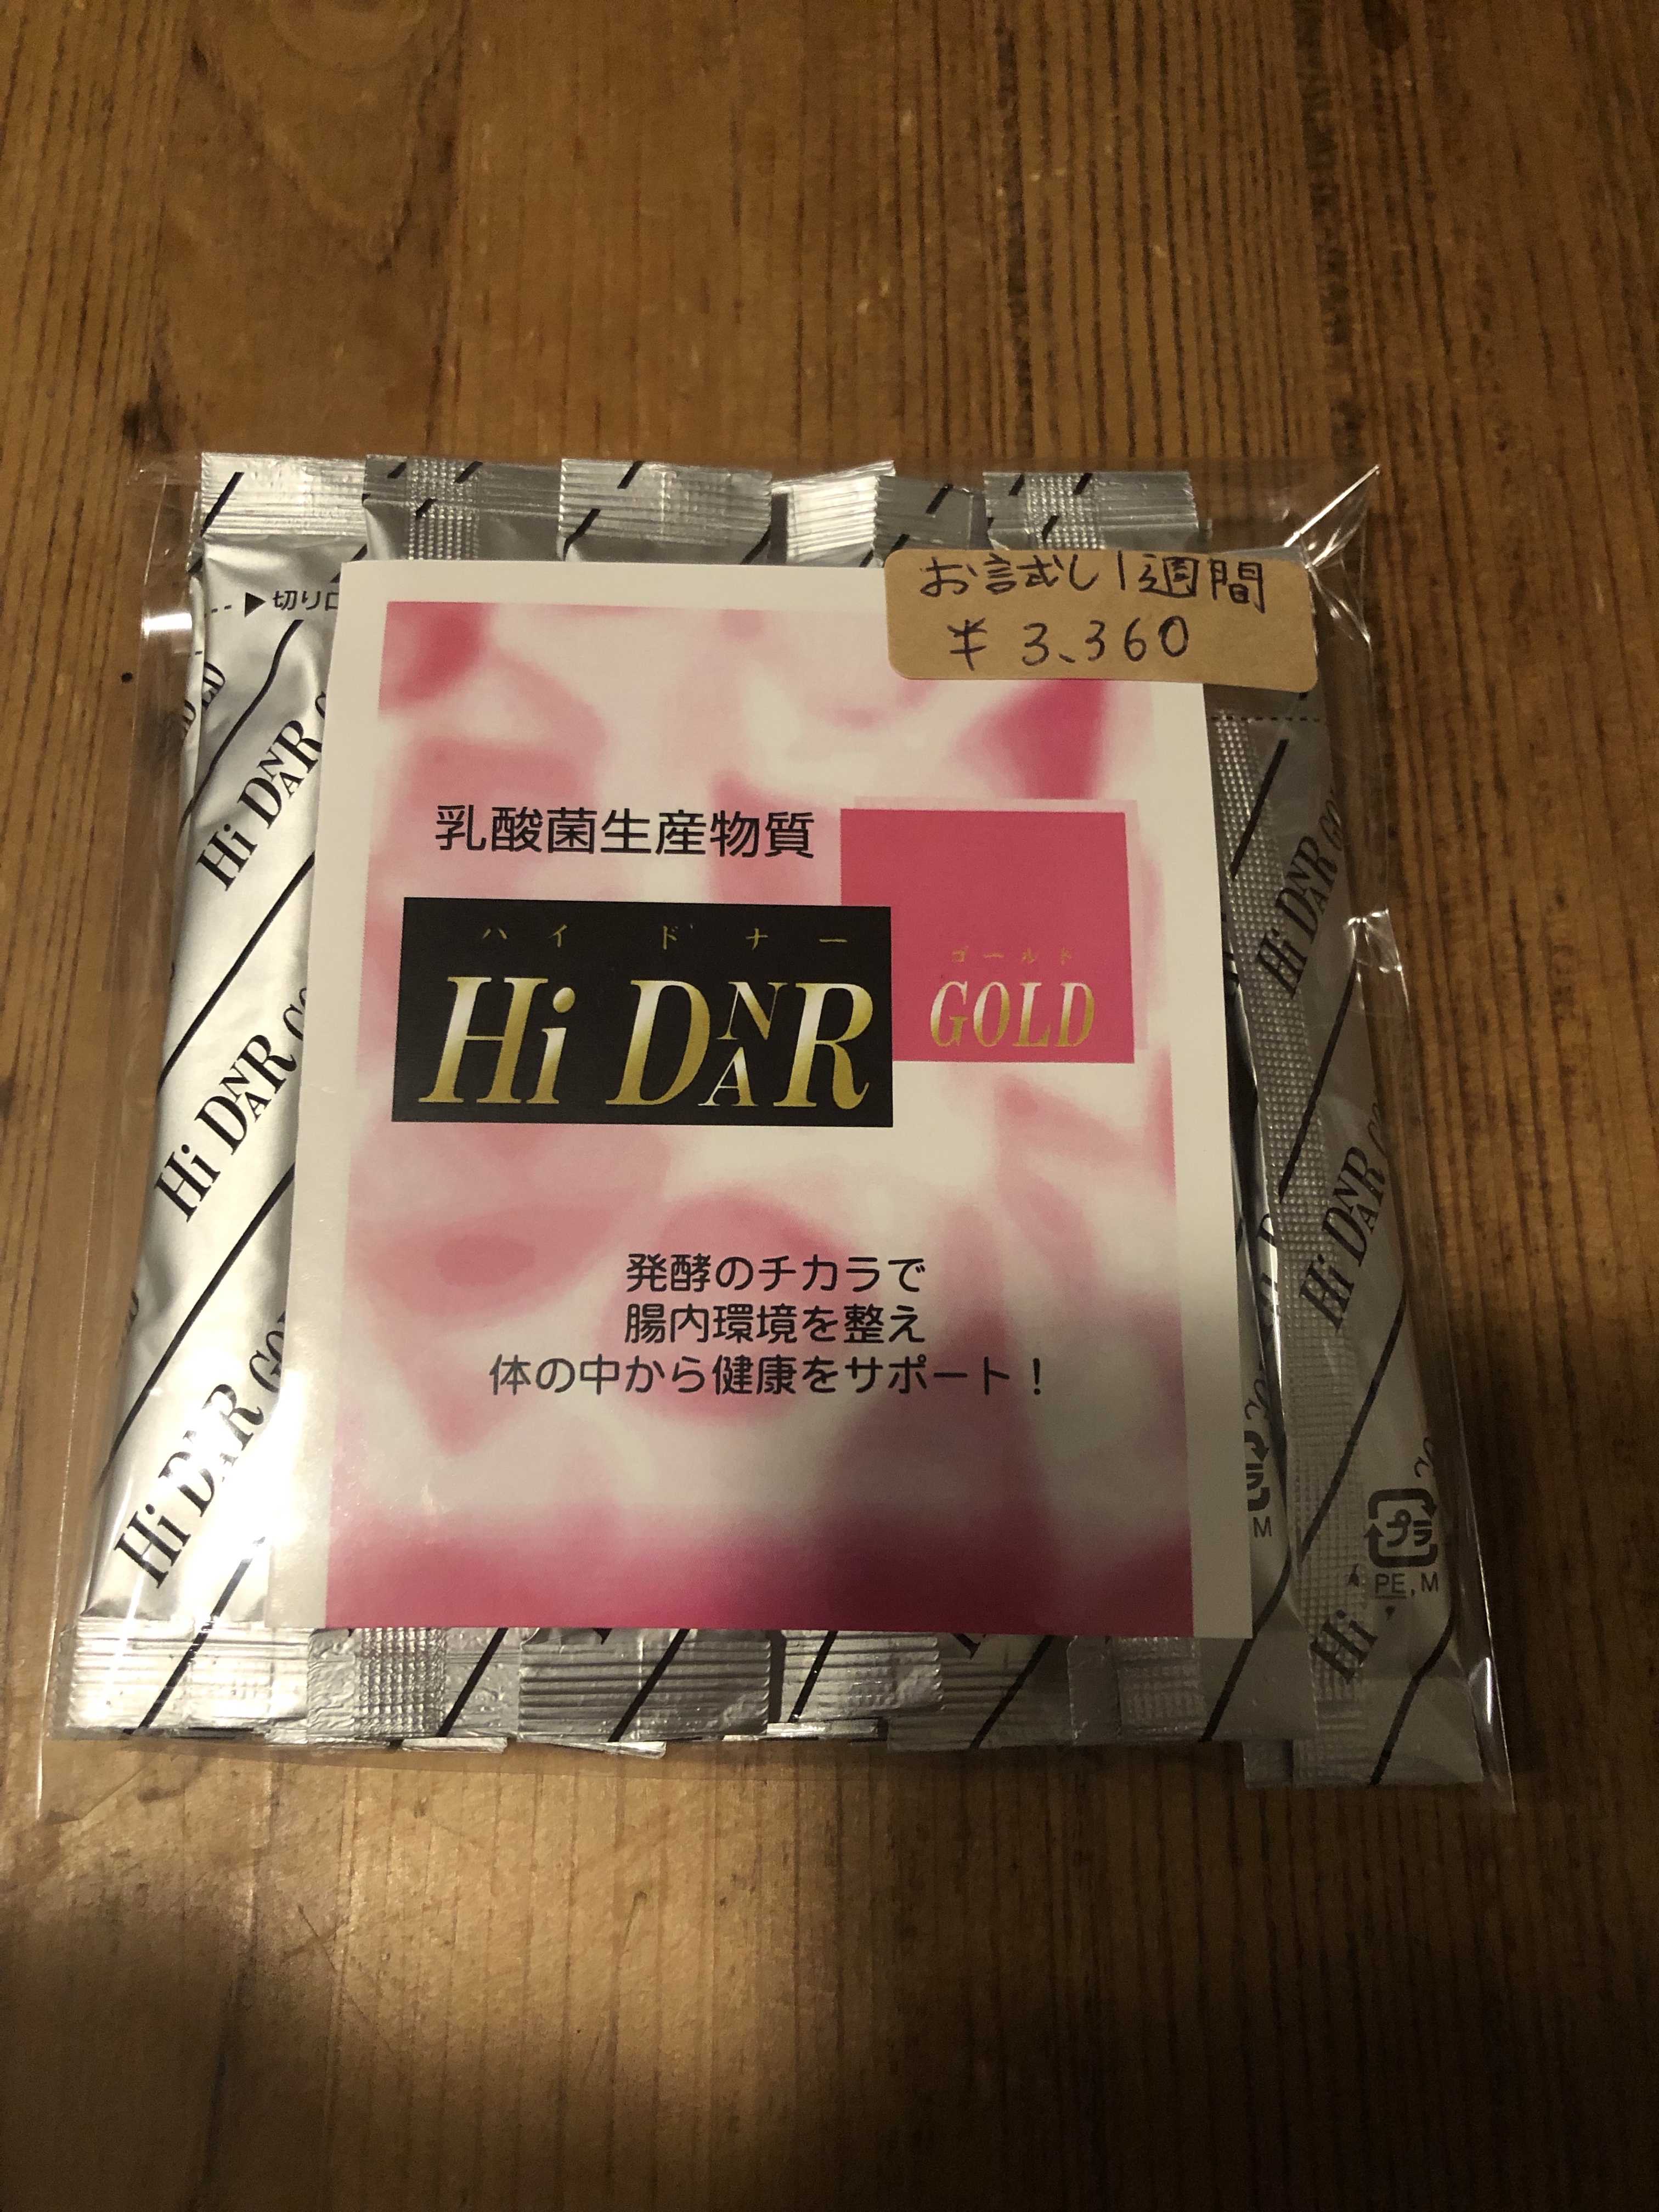 お試し1週間
¥3,360
切り口
乳酸菌生産物質
ハイ ドナー
Hi DNAR
ゴールド
GOLD
発酵のチカラで
腸内環境を整え
体の中から健康をサポート!
Hi DNAR
Hi DNAR
Hi DNAR
Hi DNAR
Hi DNAR
Hi
プラ
PE,M